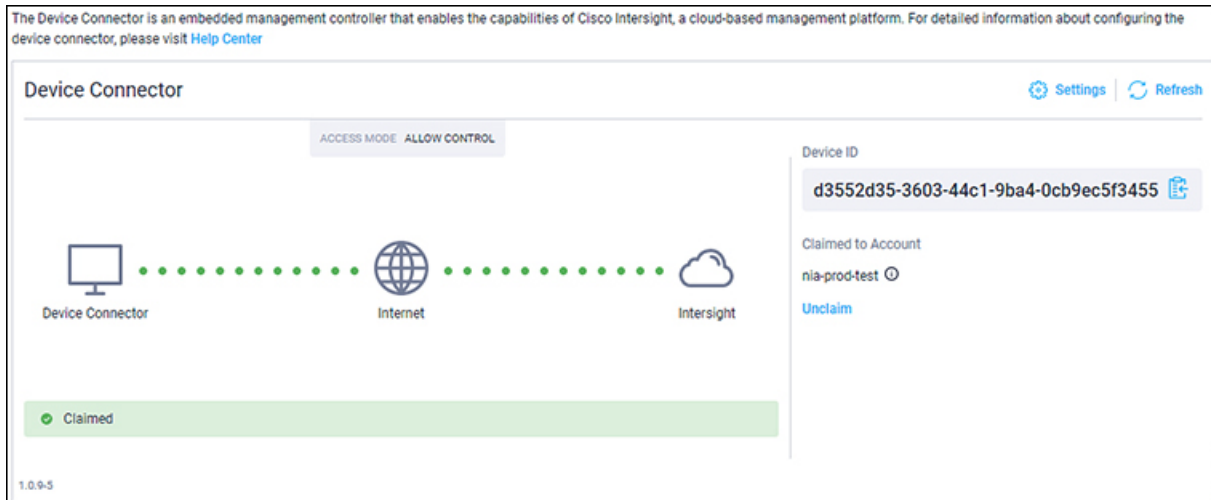 The Device Connector is an embedded management controller that enables the capabilities of Cisco Intersight, a cloud-based management platform. For detailed information about configuring the
device connector, please visit Help Center
Device Connector
Settings
Refresh
ACCESS MODE ALLOW CONTROL
Device Connector
Internet
Intersight
Claimed
Device ID
d3552d35-3603-44c1-9ba4-0cb9ec5f3455
Claimed to Account
nia-prod-test
Unclaim
1.0.9-5